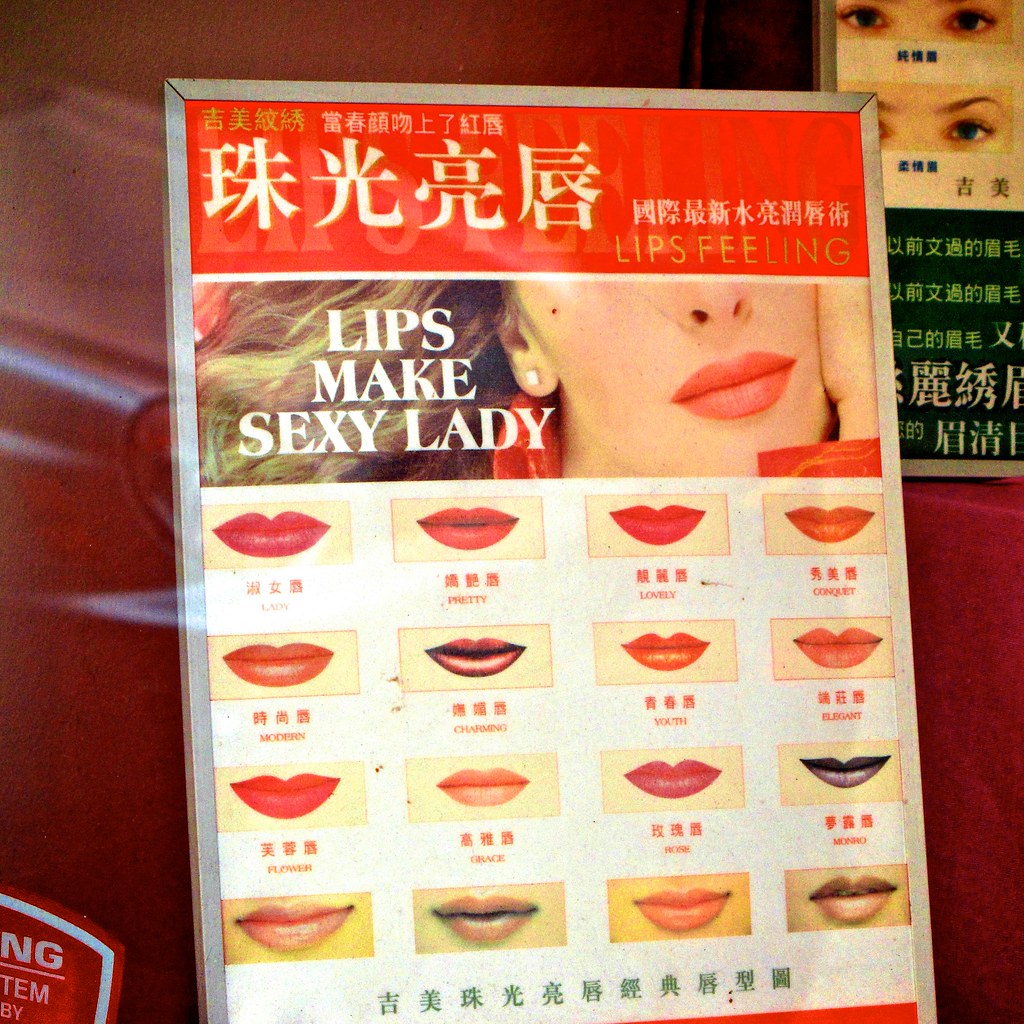 吉美紋綉 當春顔吻上了紅唇
珠光亮唇
國際最新水亮潤唇術
LIPS FEELING
LIPS FEELING
LIPS
MAKE
SEXY LADY
淑女唇 嬌艷唇 靚麗唇 秀美唇
LADY PRETTY LOVELY CONQUET
時尚唇 嫵媚唇 青春唇 端莊唇
MODERN CHARMING YOUTH ELEGANT
芙蓉唇 高雅唇 玫瑰唇 夢露唇
FLOWER GRACE ROSE MONRO
吉美珠光亮唇經典唇型圖
純情眉
柔情眉
吉美
以前文過的眉毛
以前文過的眉毛
自己的眉毛 又
麗綉眉
的 眉清目
NG
TEM
BY